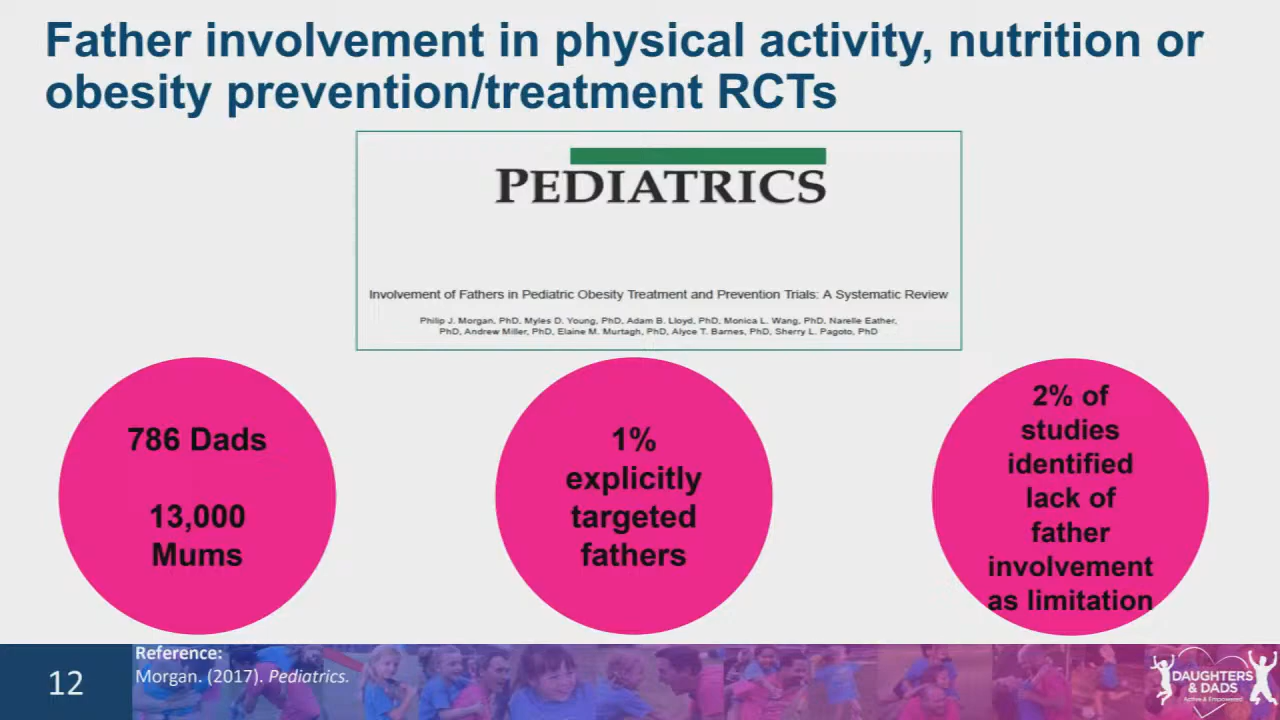 Father involvement in physical activity, nutrition or
obesity prevention/treatment RCTs
PEDIATRICS
Involvement of Fathers in Pediatric Obesity Treatment and Prevention Trials: A Systematic Review
Philip J. Morgan, PhD, Myles D. Young, PhD, Adam B. Lloyd, PhD, Monica L. Wang, PhD, Narelle Eather,
PhD, Andrew Miller, PhD, Elaine M. Murtagh, PhD, Alyce T. Barnes, PhD, Sherry L. Pagoto, PhD
786 Dads
13,000
Mums
1%
explicitly
targeted
fathers
2% of
studies
identified
lack of
father
involvement
as limitation
12
Reference:
Morgan. (2017). Pediatrics.
DAUGHTERS
& DADS
Active & Empowered